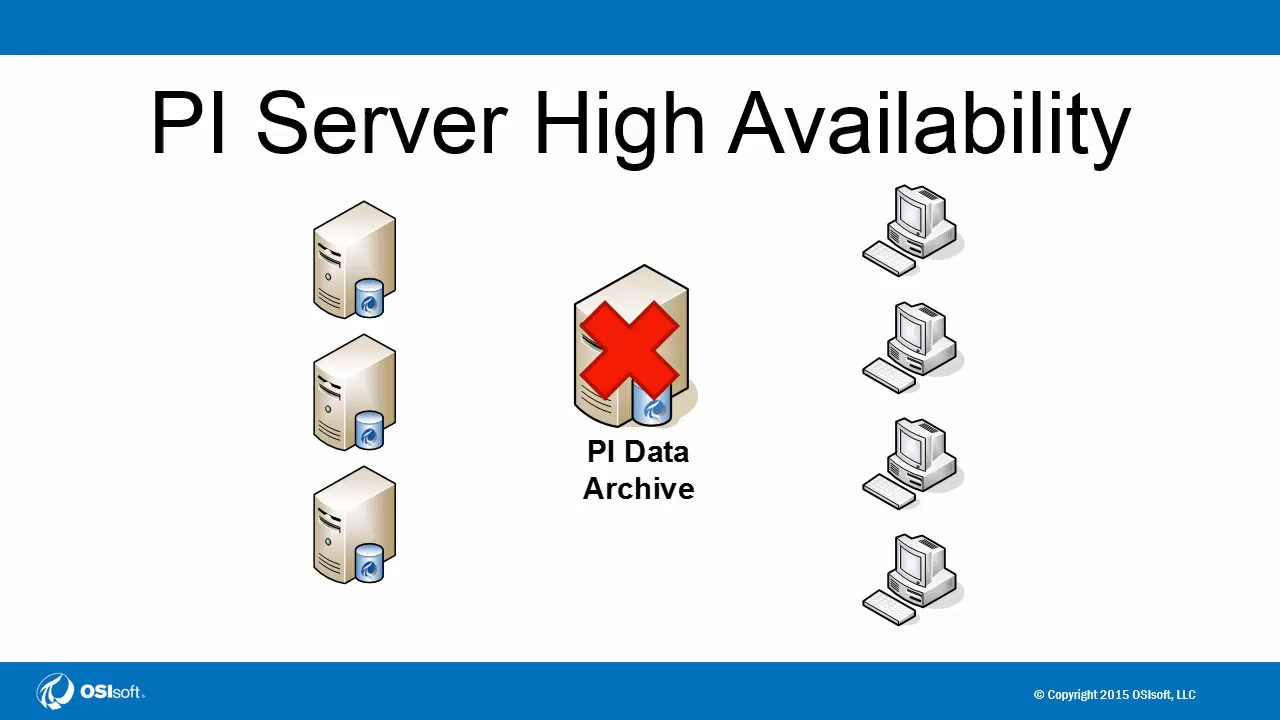 PI Server High Availability
PI Data
Archive
OSIsoft
© Copyright 2015 OSIsoft, LLC